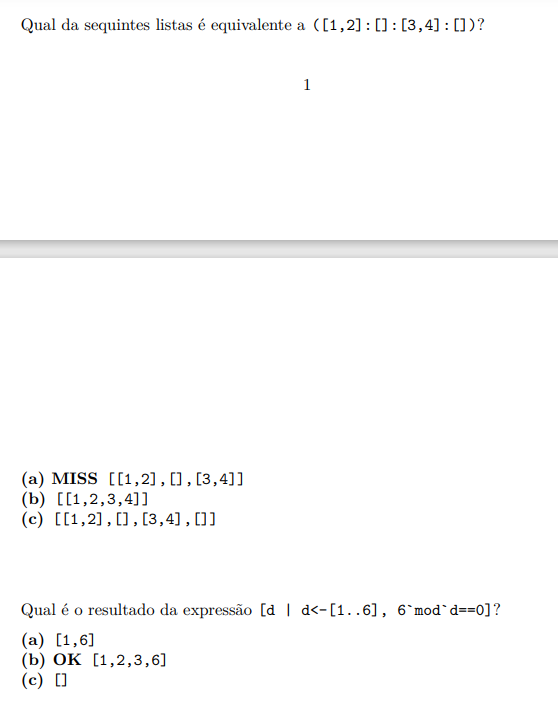 Qual da sequintes listas é equivalente a ([1,2]:[]:[3,4]:[])?
1
(a) MISS [[1,2],[],[3,4]]
(b) [[1,2,3,4]]
(c) [[1,2],[],[3,4],[]]
Qual é o resultado da expressão [d | d<-[1..6], 6`mod`d==0]?
(a) [1,6]
(b) OK [1,2,3,6]
(c) []